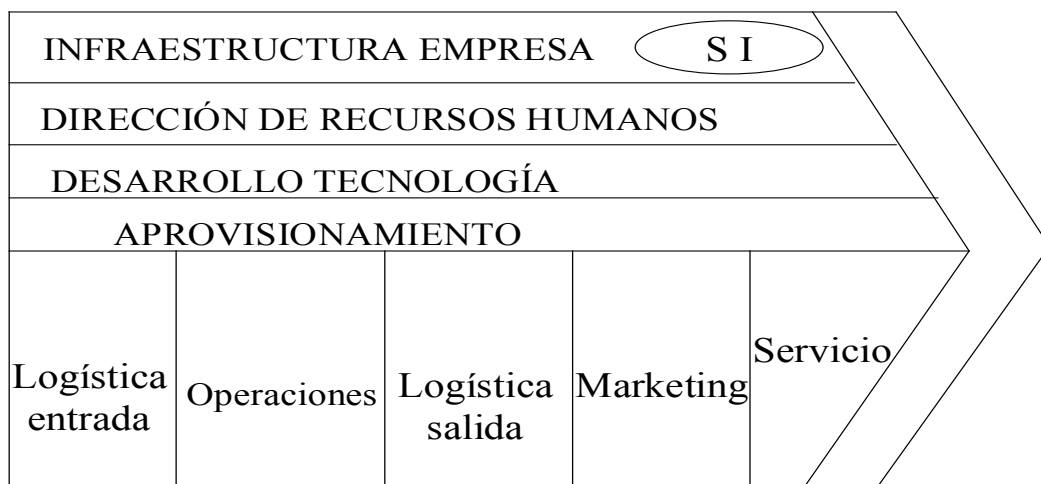 INFRAESTRUCTURA EMPRESA S I
DIRECCIÓN DE RECURSOS HUMANOS
DESARROLLO TECNOLOGÍA
APROVISIONAMIENTO
Logística
entrada
Operaciones
Logística
salida
Marketing
Servicio